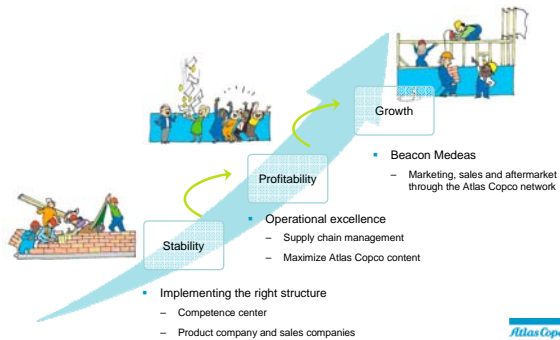 Growth
▪ Beacon Medeas
– Marketing, sales and aftermarket
through the Atlas Copco network
Profitability
▪ Operational excellence
– Supply chain management
– Maximize Atlas Copco content
Stability
▪ Implementing the right structure
– Competence center
– Product company and sales companies
Atlas Copco